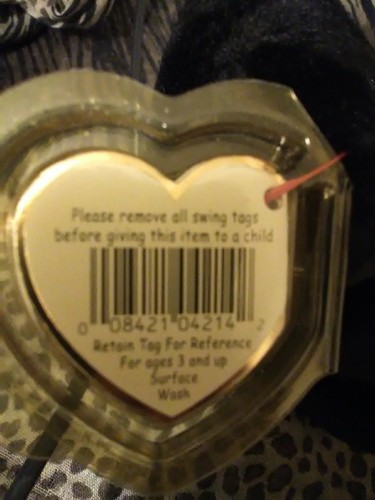 Please remove all swing tags
before giving this item to a child
0 08421 04214 2
Retain Tag For Reference
For ages 3 and up
Surface
Wash